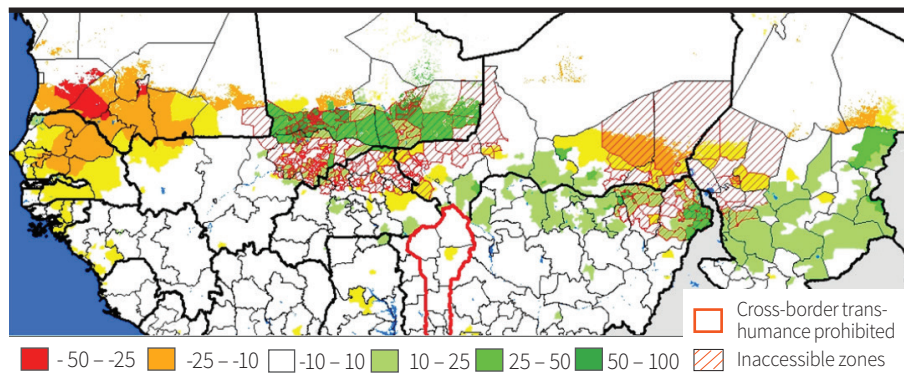 Cross-border trans-
humance prohibited
Inaccessible zones
- 50 – -25
-25 – -10
-10 – 10
10 – 25
25 – 50
50 – 100